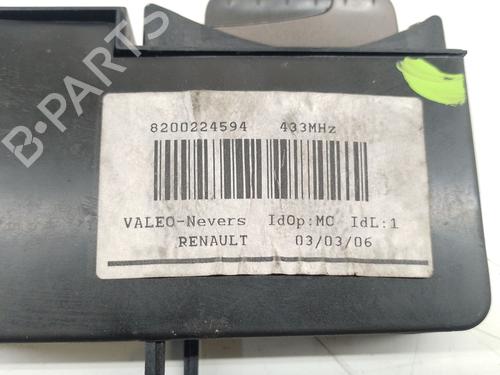 B-PARTS
8200224594 433MHz
VALEO-Nevers IdOp:MC IdL:1
RENAULT 03/03/06